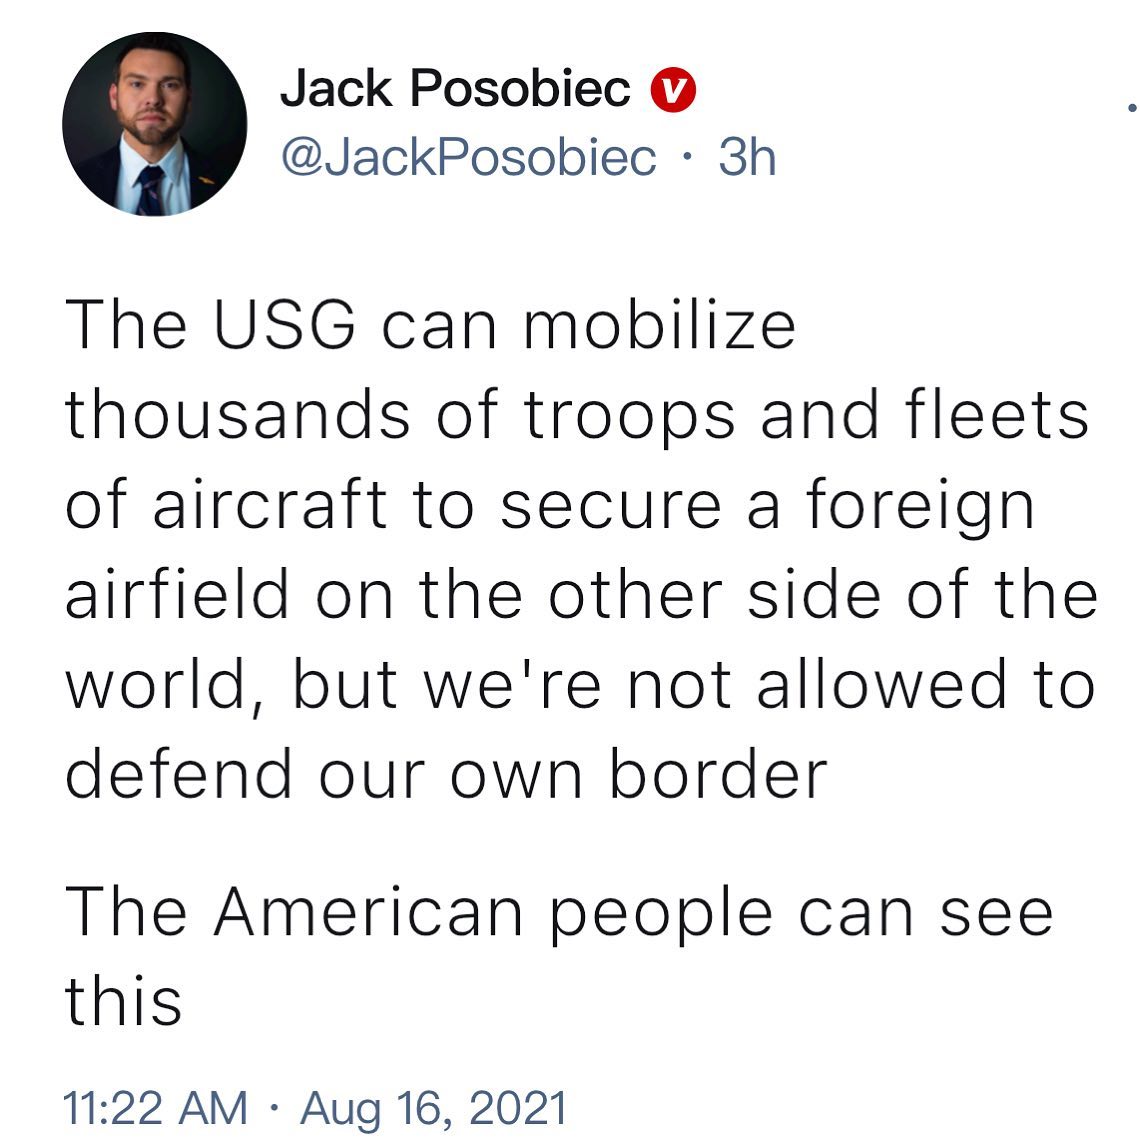 Jack Posobiec V
@JackPosobiec · 3h
The USG can mobilize
thousands of troops and fleets
of aircraft to secure a foreign
airfield on the other side of the
world, but we're not allowed to
defend our own border
The American people can see
this
11:22 AM · Aug 16, 2021